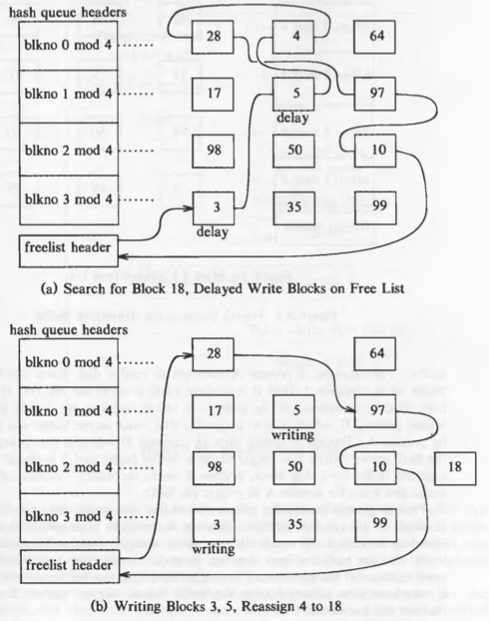 hash queue headers
blkno 0 mod 4 ........ 28 4 64
blkno 1 mod 4 ........ 17 5 97
delay
blkno 2 mod 4 ........ 98 50 10
blkno 3 mod 4 ........ 3 35 99
delay
freelist header
(a) Search for Block 18, Delayed Write Blocks on Free List
hash queue headers
blkno 0 mod 4 ........ 28 64
blkno 1 mod 4 ........ 17 5 97
writing
blkno 2 mod 4 ........ 98 50 10 18
blkno 3 mod 4 ........ 3 35 99
writing
freelist header
(b) Writing Blocks 3, 5, Reassign 4 to 18